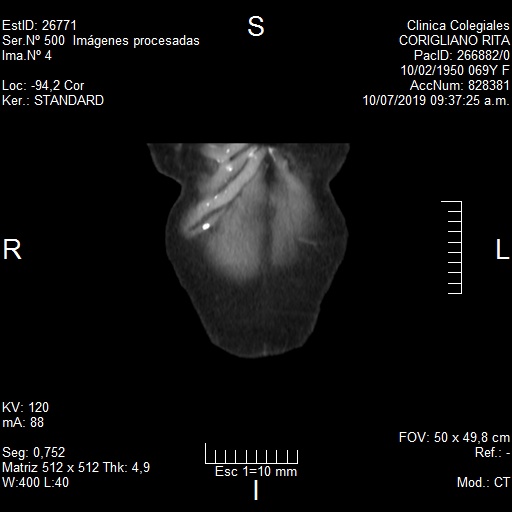 EstID: 26771
Ser.Nº 500  Imágenes procesadas
Ima.Nº 4
Loc: -94,2 Cor
Ker.: STANDARD
S
Clinica Colegiales
CORIGLIANO RITA
PacID: 266882/0
10/02/1950 069Y F
AccNum: 828381
10/07/2019 09:37:25 a.m.
R
L
KV: 120
mA: 88
Seg: 0,752
Matriz 512 x 512 Thk: 4,9
W:400 L:40
Esc 1=10 mm
I
FOV: 50 x 49,8 cm
Ref.: -
Mod.: CT